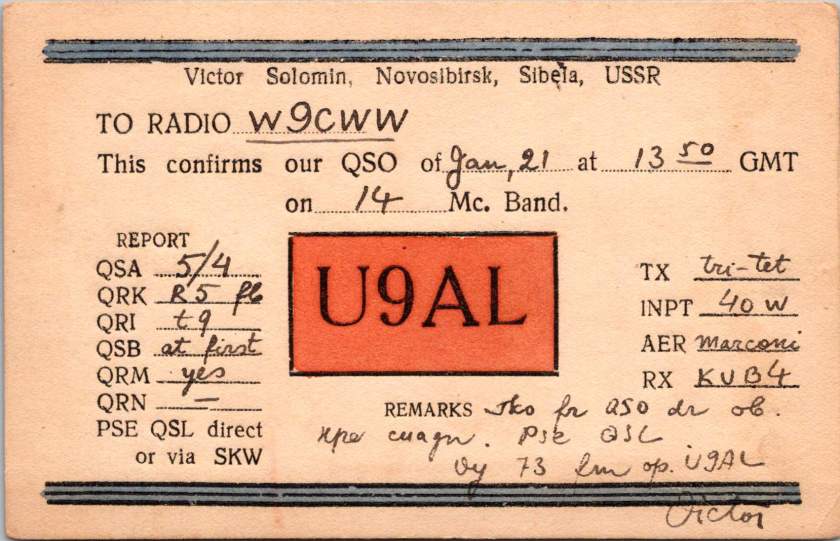 Victor Solomin, Novosibirsk, Sibeia, USSR
TO RADIO W9CWW
This confirms our QSO of Jan, 21 at 13 50 GMT
on 14 Mc. Band.
REPORT
QSA 5/4
QRK R5 fb
QRI t9
QSB at first
QRM yes
QRN —
PSE QSL direct
or via SKW
U9AL
TX tri-tet
INPT 40 W
AER Marconi
RX KUB4
REMARKS tks fr QSO dr ob.
Hpe cuagn. Pse QSL
Vy 73 fm op. U9AL
Victor